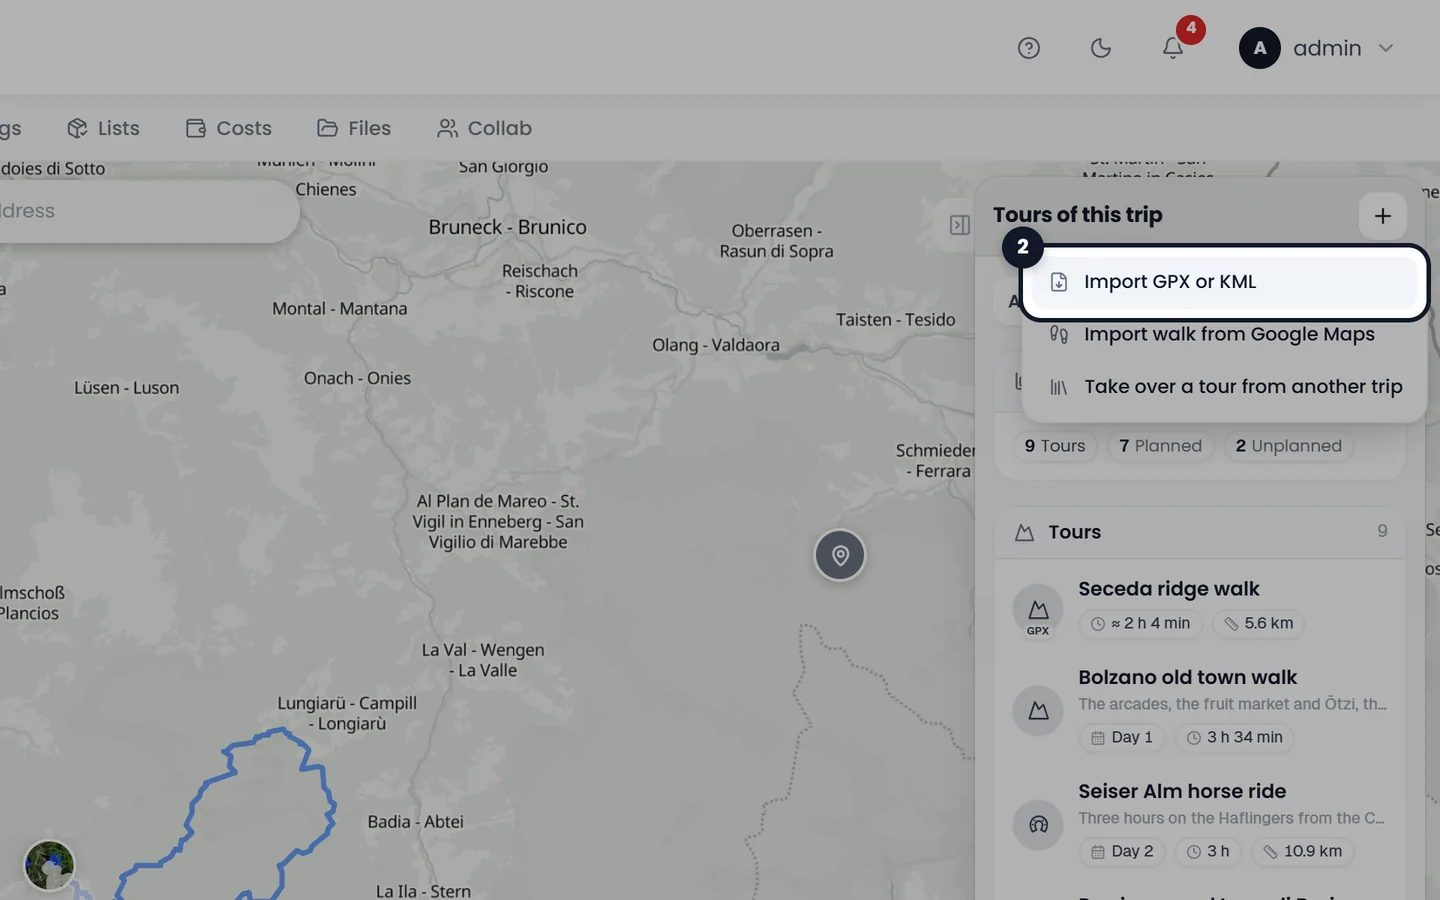 4
A
admin
gs
Lists
Costs
Files
Collab
doies di Sotto
San Giorgio
Chienes
dress
Bruneck - Brunico
Oberrasen -
Rasun di Sopra
Reischach
- Riscone
Montal - Mantana
Taisten - Tesido
Olang - Valdaora
Lüsen - Luson
Onach - Onies
Schmieden
- Ferrara
Al Plan de Mareo - St.
Vigil in Enneberg - San
Vigilio di Marebbe
lmschoß
Plancios
La Val - Wengen
- La Valle
Lungiarü - Campill
- Longiarù
Badia - Abtei
La Ila - Stern
Tours of this trip
2
Import GPX or KML
Import walk from Google Maps
Take over a tour from another trip
9 Tours
7 Planned
2 Unplanned
Tours
9
Seceda ridge walk
GPX
≈ 2 h 4 min
5.6 km
Bolzano old town walk
The arcades, the fruit market and Ötzi, th...
Day 1
3 h 34 min
Seiser Alm horse ride
Three hours on the Haflingers from the C...
Day 2
3 h
10.9 km